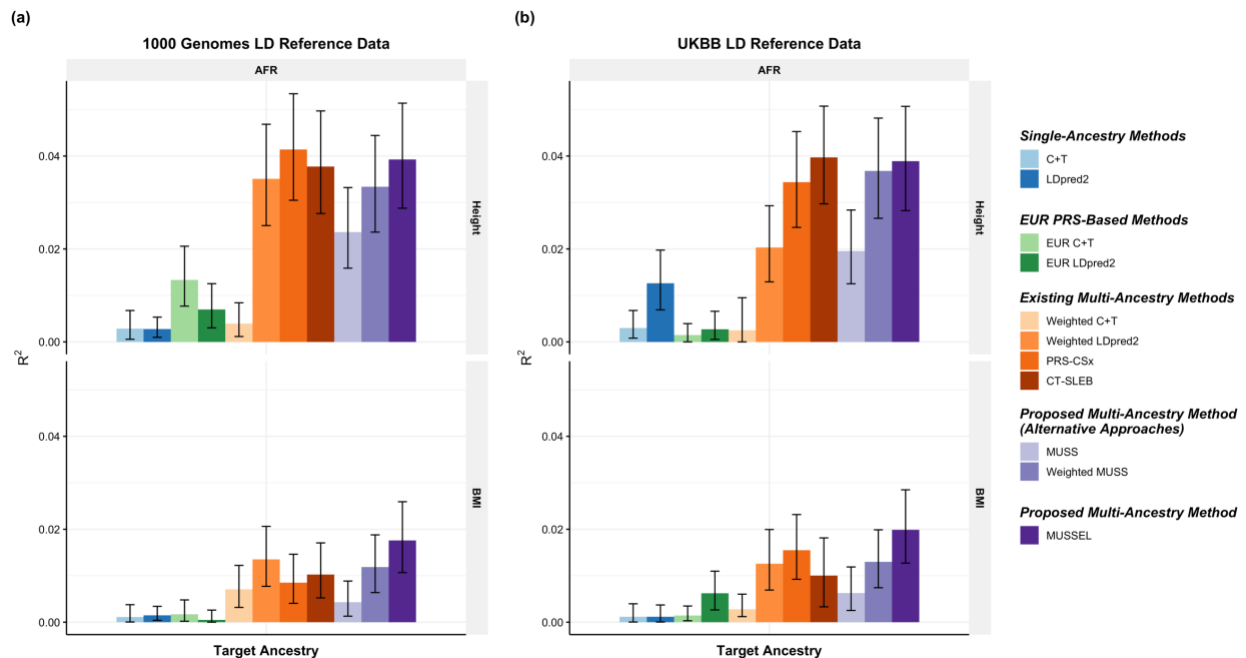 (a)
1000 Genomes LD Reference Data
AFR
Height
BMI
R²
0.04
0.02
0.00
0.04
0.02
0.00
Target Ancestry
(b)
UKBB LD Reference Data
AFR
Height
BMI
R²
0.04
0.02
0.00
0.04
0.02
0.00
Target Ancestry
Single-Ancestry Methods
C+T
LDpred2
EUR PRS-Based Methods
EUR C+T
EUR LDpred2
Existing Multi-Ancestry Methods
Weighted C+T
Weighted LDpred2
PRS-CSx
CT-SLEB
Proposed Multi-Ancestry Method
(Alternative Approaches)
MUSS
Weighted MUSS
Proposed Multi-Ancestry Method
MUSSEL